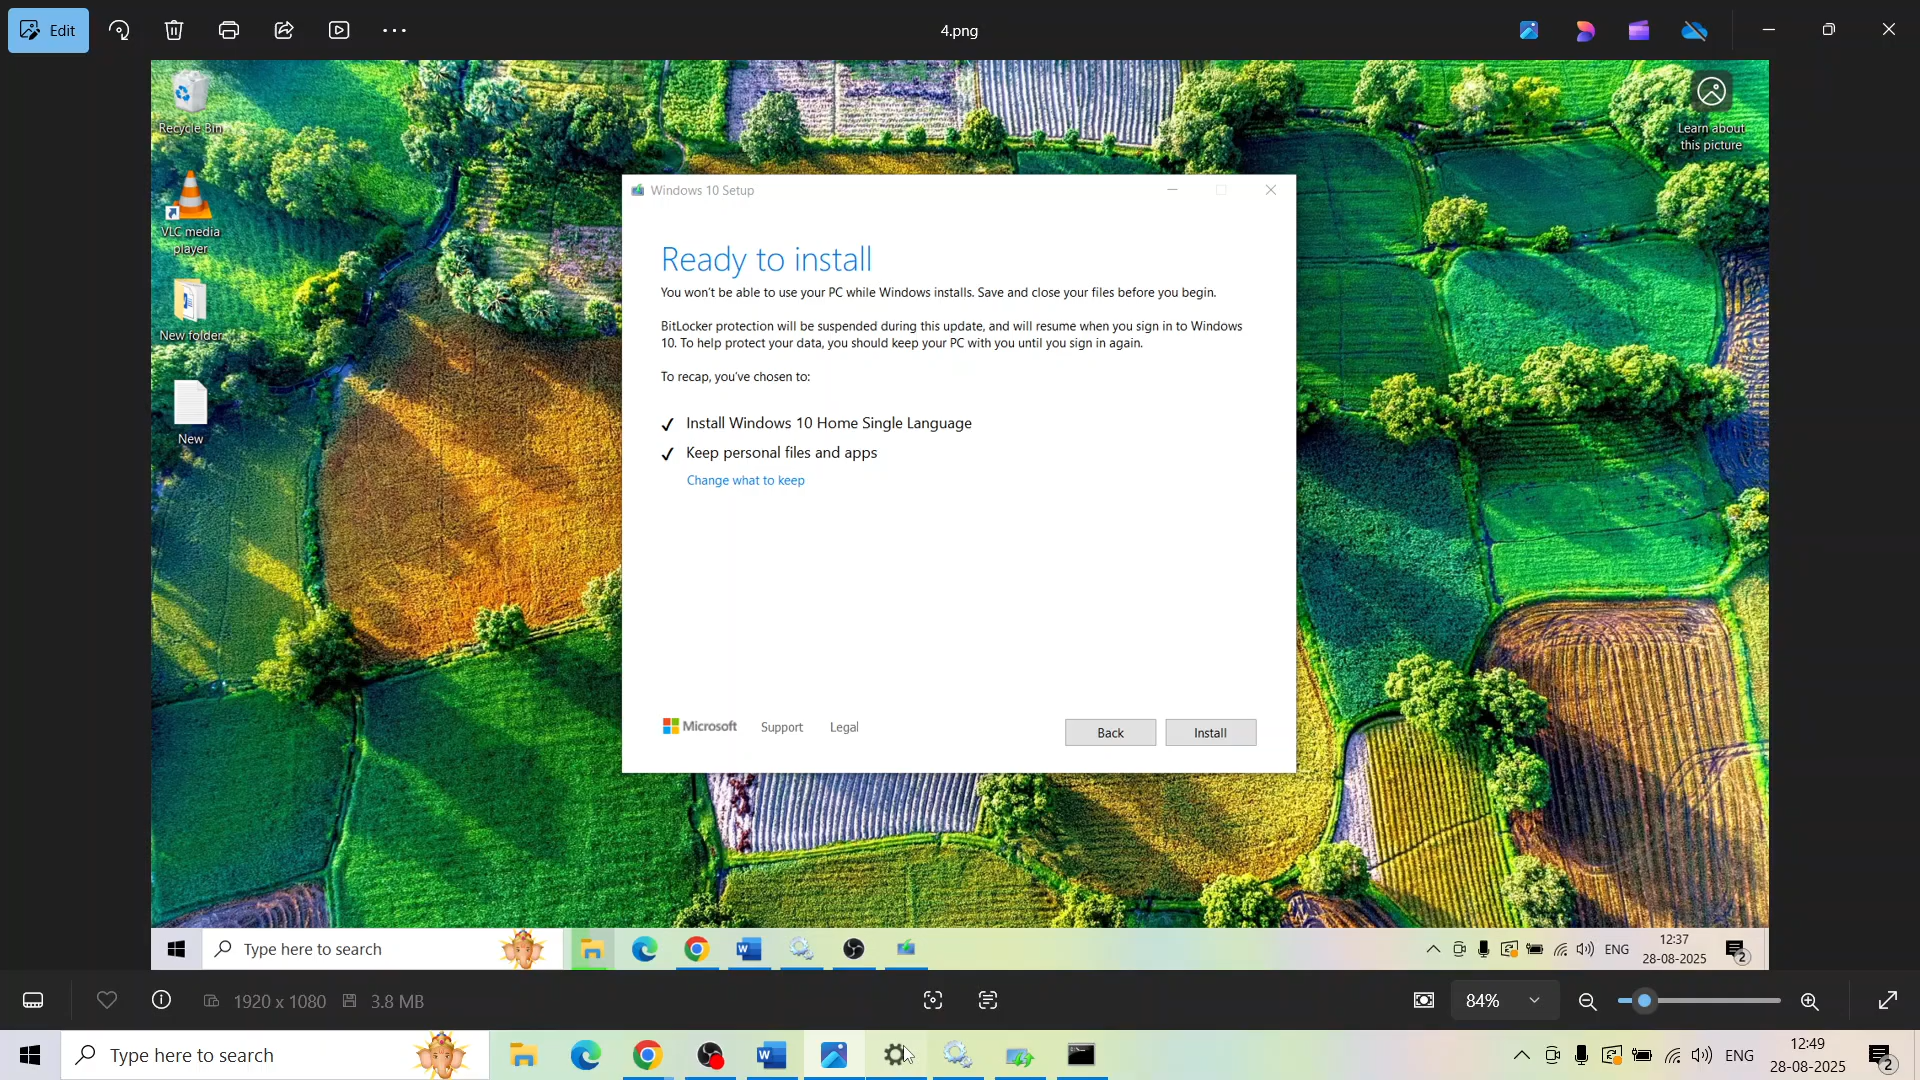 Edit
4.png
Recycle Bin
Learn about
this picture
VLC media
player
New folder
New
Windows 10 Setup
Ready to install
You won't be able to use your PC while Windows installs. Save and close your files before you begin.
BitLocker protection will be suspended during this update, and will resume when you sign in to Windows
10. To help protect your data, you should keep your PC with you until you sign in again.
To recap, you've chosen to:
✓ Install Windows 10 Home Single Language
✓ Keep personal files and apps
Change what to keep
Microsoft
Support
Legal
Back
Install
Type here to search
ENG
12:37
28-08-2025
2
1920 x 1080
3.8 MB
84%
Type here to search
ENG
12:49
28-08-2025
2